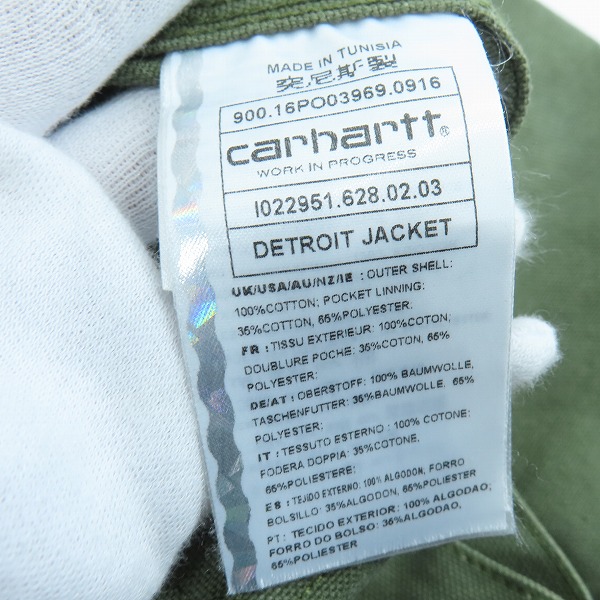 MADE IN TUNISIA
突尼斯製
900.16PO03969.0916
carhartt®
WORK IN PROGRESS
I022951.628.02.03
DETROIT JACKET
UK/USA/AU/NZ/IE : OUTER SHELL:
100%COTTON; POCKET LINNING:
35%COTTON, 65%POLYESTER;
FR : TISSU EXTERIEUR: 100%COTON;
DOUBLURE POCHE: 35%COTON, 65%
POLYESTER;
DE/AT: OBERSTOFF: 100% BAUMWOLLE,
TASCHENFUTTER: 35%BAUMWOLLE. 65%
POLYESTER;
IT : TESSUTO ESTERNO : 100% COTONE;
FODERA DOPPIA: 35%COTONE,
65%POLIESTERE;
ES : TEJIDO EXTERNO: 100% ALGODON, FORRO
BOLSILLO: 35%ALGODON, 65%POLIESTER
PT: TECIDO EXTERIOR: 100% ALGODAO;
FORRO DO BOLSO: 35%ALGODAO,
65%POLIESTER